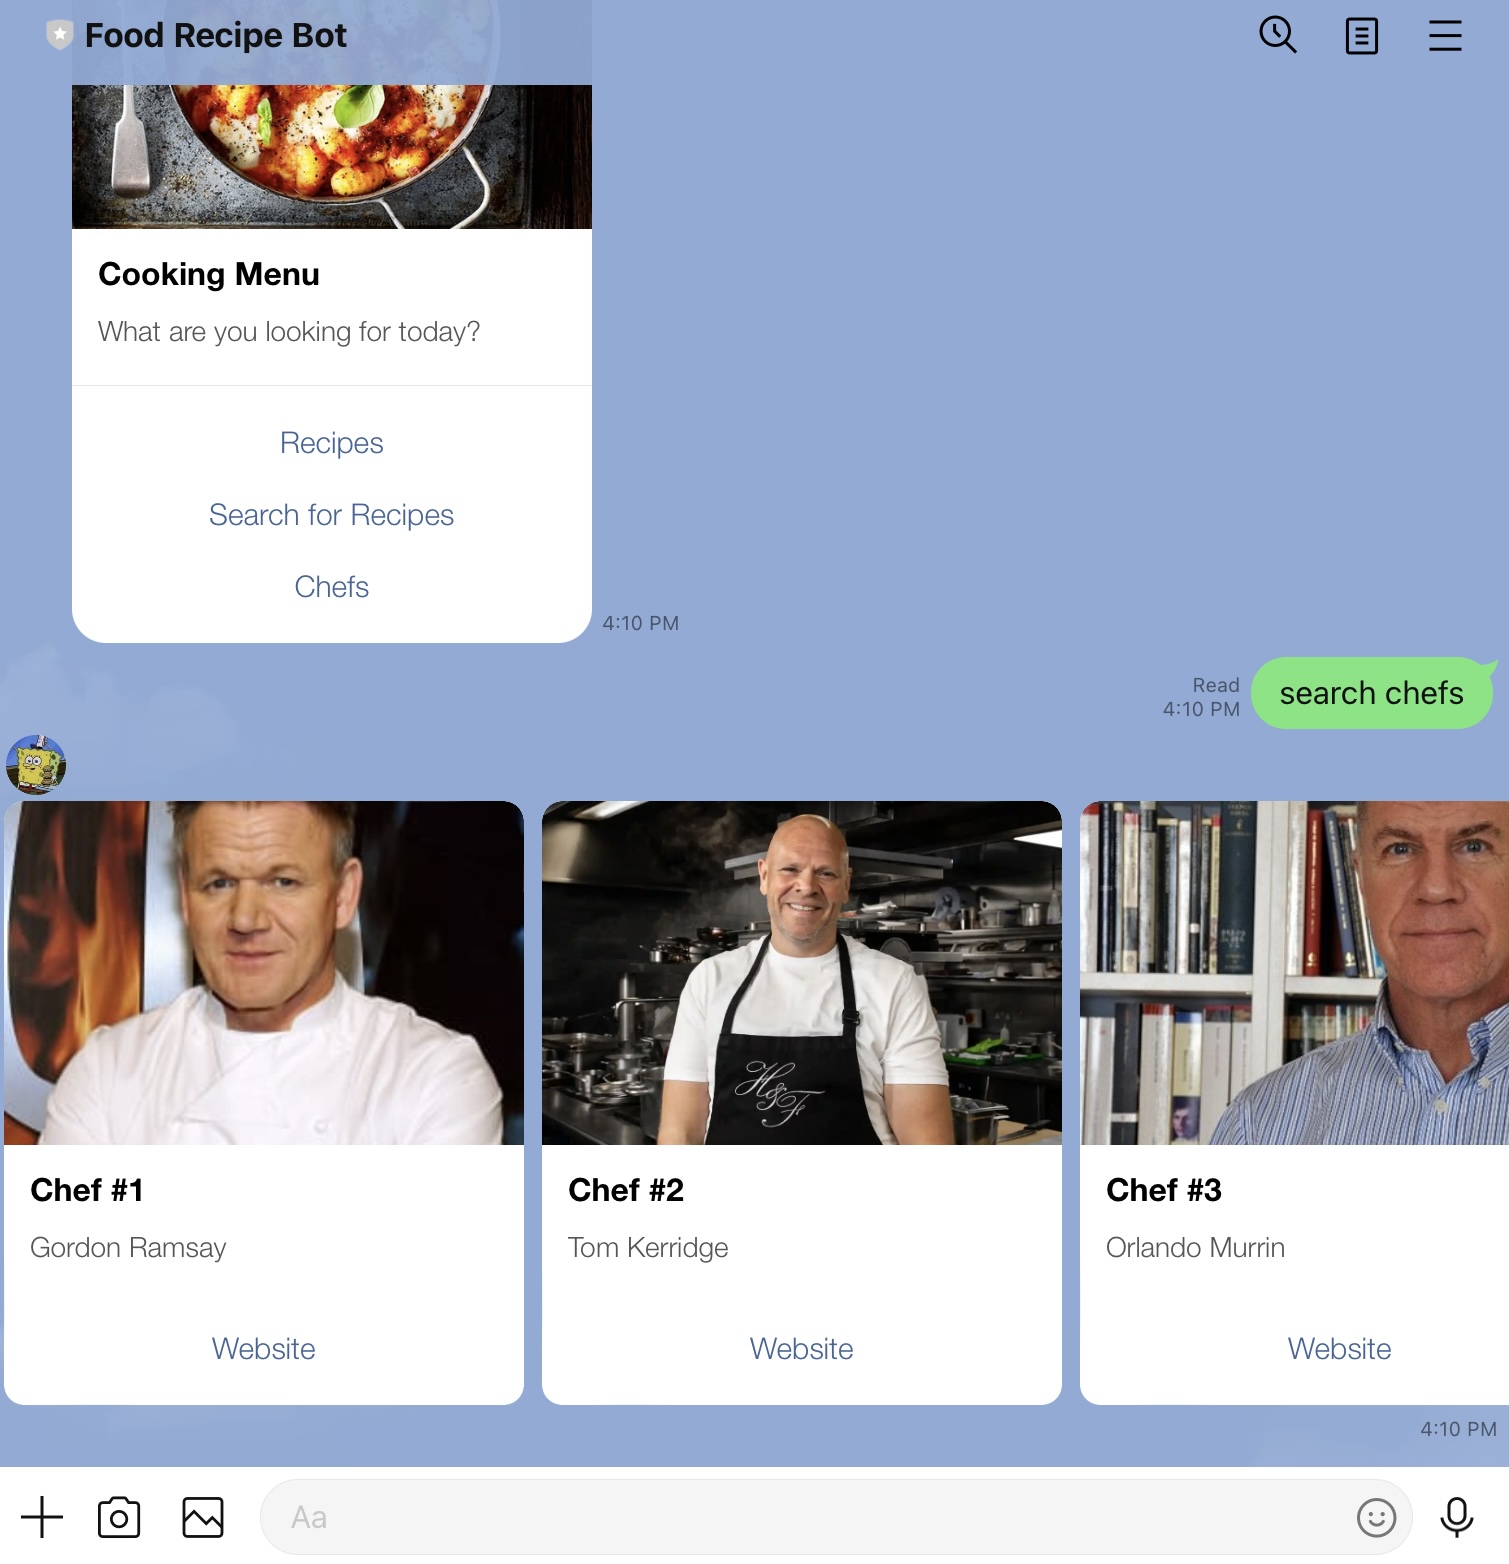 Food Recipe Bot
Cooking Menu
What are you looking for today?
Recipes
Search for Recipes
Chefs
4:10 PM
Read
4:10 PM
search chefs
H&F
Chef #1
Gordon Ramsay
Website
Chef #2
Tom Kerridge
Website
Chef #3
Orlando Murrin
Website
4:10 PM
Aa